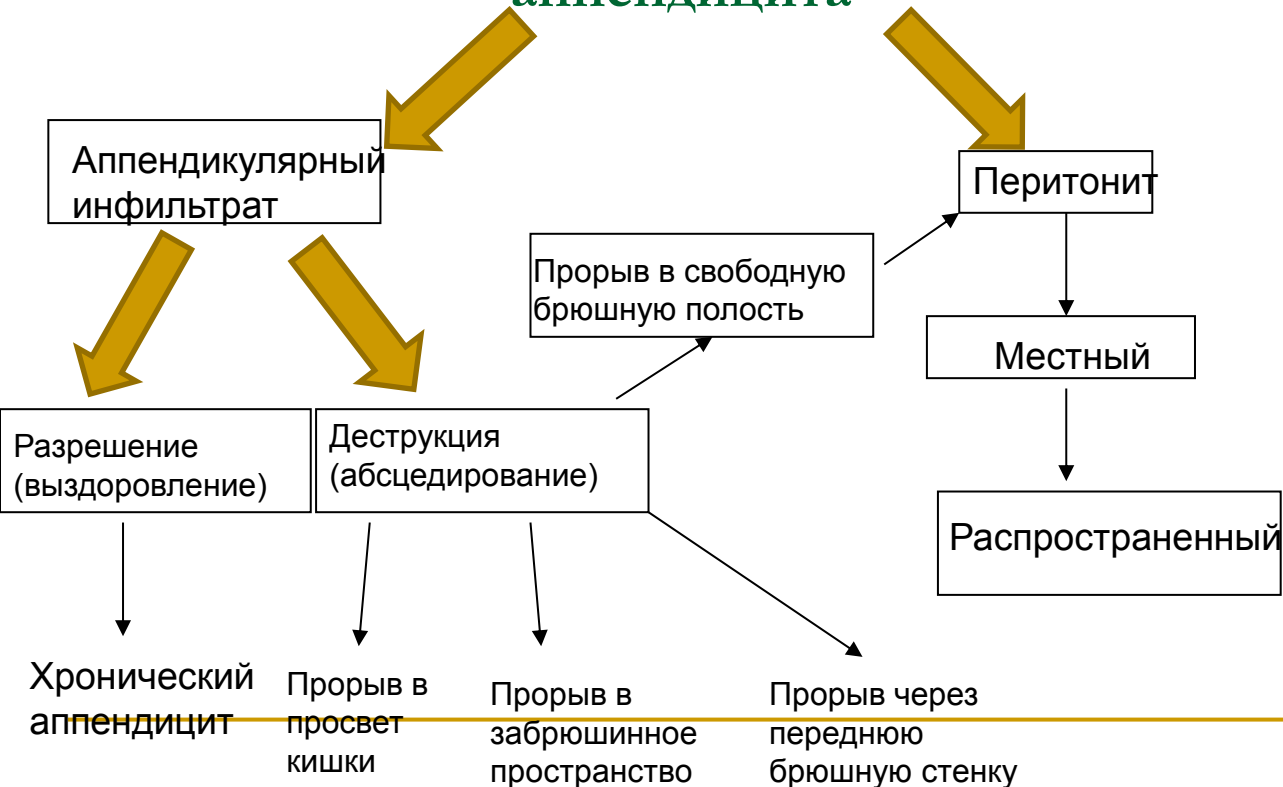 аппендицита
Аппендикулярный
инфильтрат
Перитонит
Прорыв в свободную
брюшную полость
Местный
Разрешение
(выздоровление)
Деструкция
(абсцедирование)
Распространенный
Хронический
аппендицит
Прорыв в
просвет
кишки
Прорыв в
забрюшинное
пространство
Прорыв через
переднюю
брюшную стенку